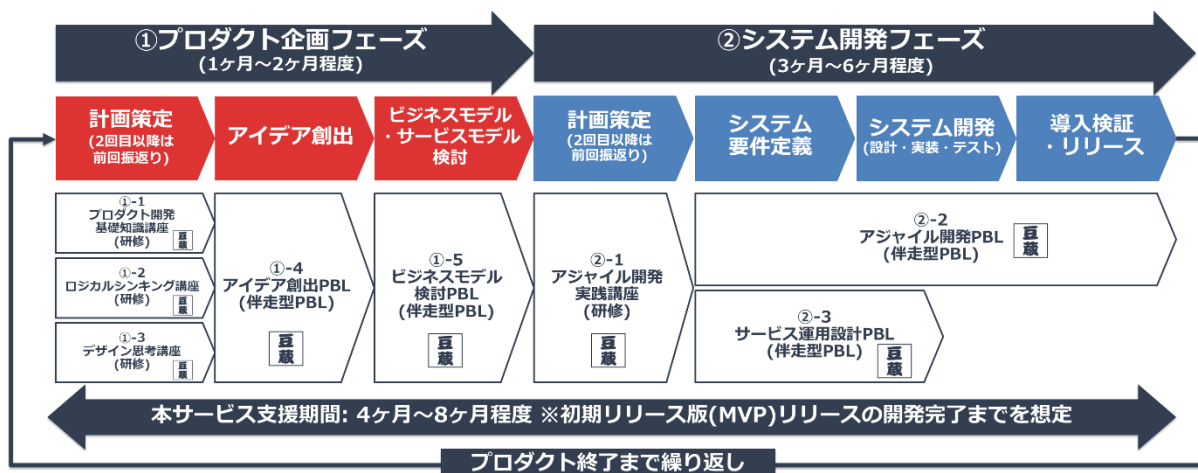 ①プロダクト企画フェーズ
(1ヶ月～2ヶ月程度)
②システム開発フェーズ
(3ヶ月～6ヶ月程度)
計画策定
(2回目以降は
前回振返り)
アイデア創出
ビジネスモデル
・サービスモデル
検討
計画策定
(2回目以降は
前回振返り)
システム
要件定義
システム開発
(設計・実装・テスト)
導入検証
・リリース
①-1
プロダクト開発
基礎知識講座
(研修)
豆蔵
①-2
ロジカルシンキング講座
(研修)
豆蔵
①-3
デザイン思考講座
(研修)
豆蔵
①-4
アイデア創出PBL
(伴走型PBL)
豆蔵
①-5
ビジネスモデル
検討PBL
(伴走型PBL)
豆蔵
②-1
アジャイル開発
実践講座
(研修)
豆蔵
②-2
アジャイル開発PBL
(伴走型PBL)
豆蔵
②-3
サービス運用設計PBL
(伴走型PBL)
豆蔵
本サービス支援期間: 4ヶ月～8ヶ月程度 ※初期リリース版(MVP)リリースの開発完了までを想定
プロダクト終了まで繰り返し